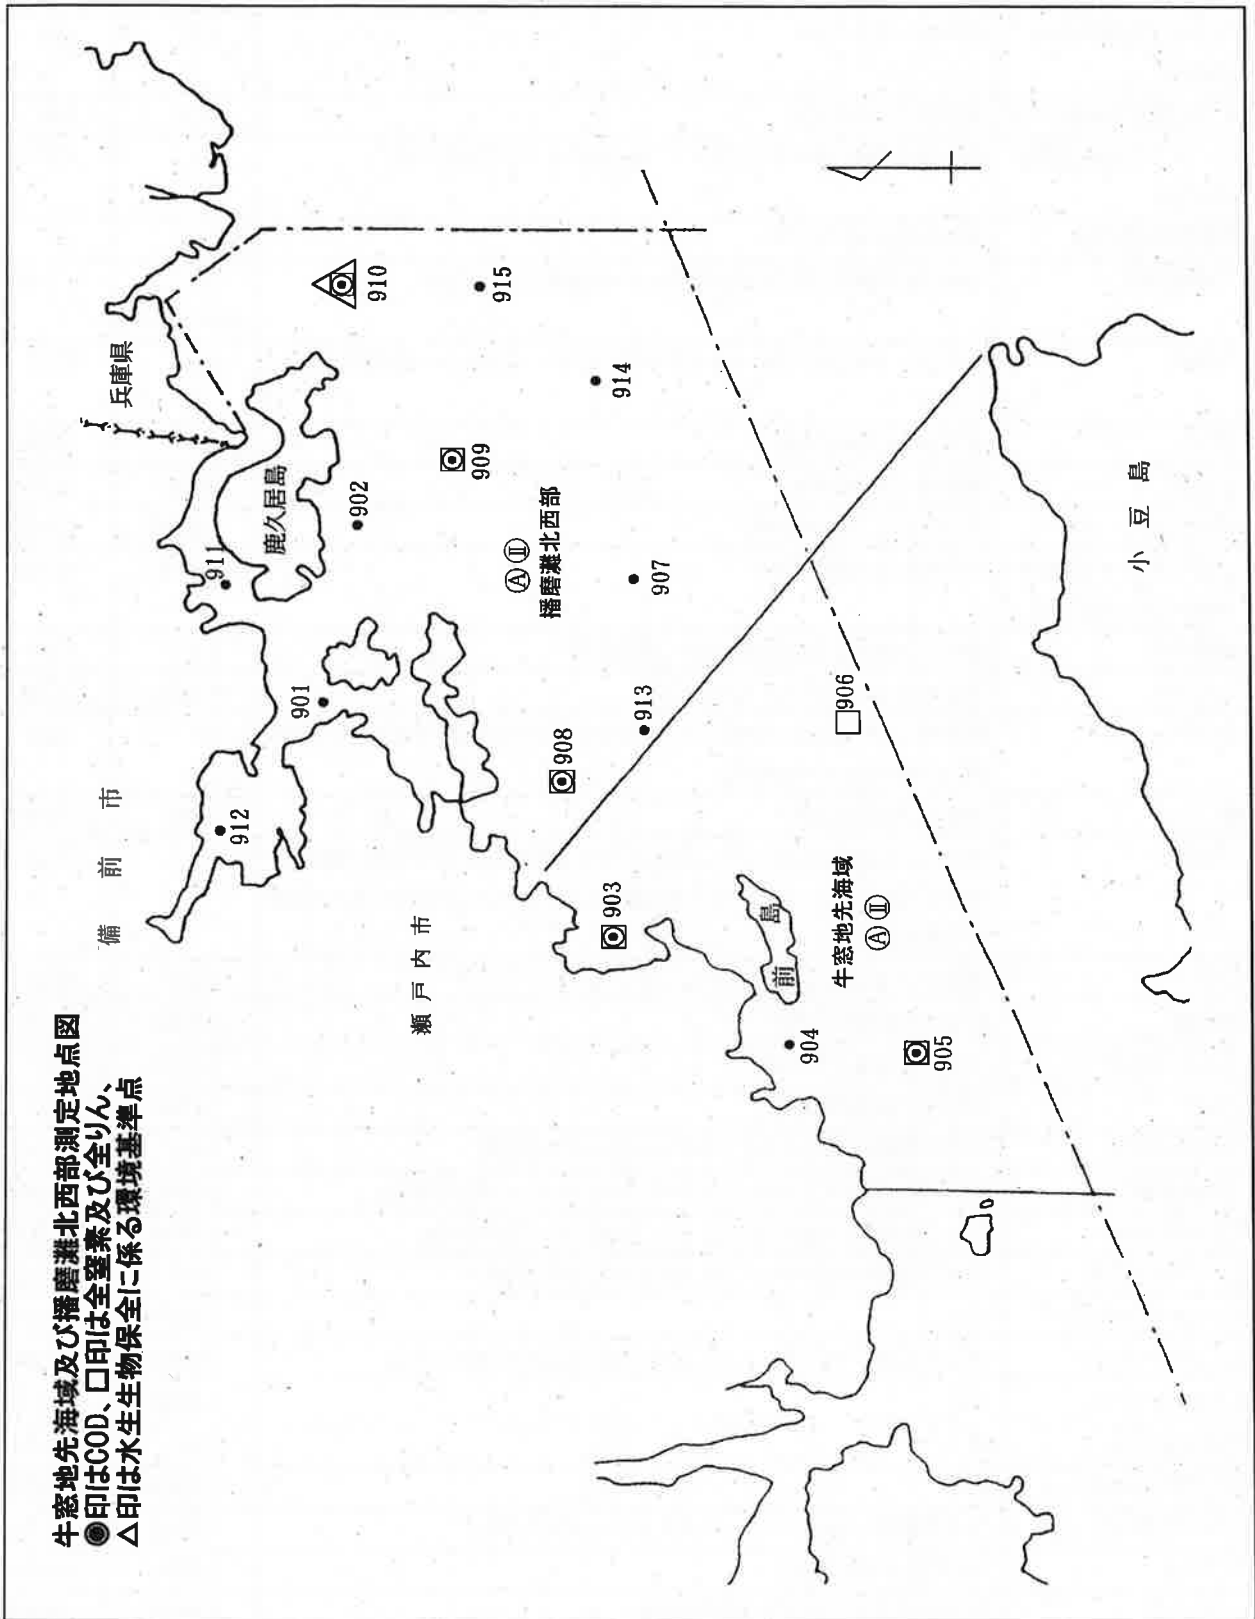 牛窓地先海域及び播磨灘北西部測定地点図
◉印はCOD、□印は全窒素及び全りん、
△印は水生生物保全に係る環境基準点
備前市
兵庫県
912
901
911
鹿久居島
902
910
915
909
914
Ⓐ Ⅱ
播磨灘北西部
907
瀬戸内市
908
913
903
906
前島
牛窓地先海域
Ⓐ Ⅱ
904
905
小豆島